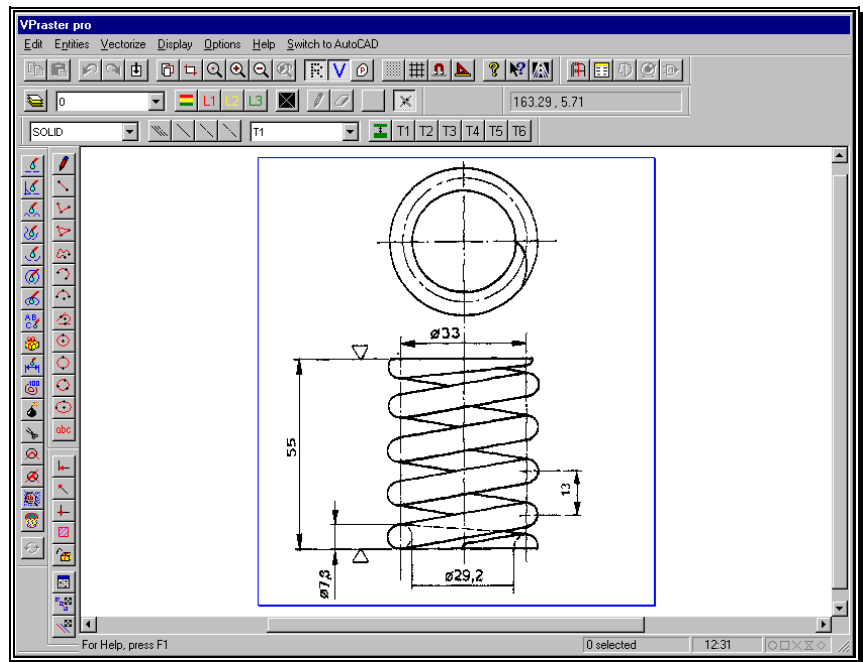 VPraster pro
Edit Entities Vectorize Display Options Help Switch to AutoCAD
R V P ?
0 L1 L2 L3 163.29 , 5.71
SOLID T1 T1 T2 T3 T4 T5 T6
ABC
100
abc
ø33
55
13
ø7,3
ø29,2
For Help, press F1 0 selected 12:31